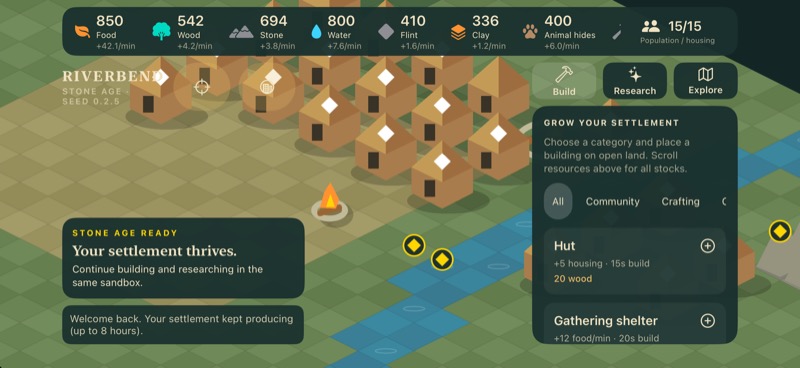 850
Food
+42.1/min
542
Wood
+4.2/min
694
Stone
+3.8/min
800
Water
+7.6/min
410
Flint
+1.6/min
336
Clay
+1.2/min
400
Animal hides
+6.0/min
15/15
Population / housing
RIVERBEND
STONE AGE ·
SEED 0.2.5
Build
Research
Explore
GROW YOUR SETTLEMENT
Choose a category and place a
building on open land. Scroll
resources above for all stocks.
All
Community
Crafting
Hut
+5 housing · 15s build
20 wood
Gathering shelter
+12 food/min · 20s build
STONE AGE READY
Your settlement thrives.
Continue building and researching in the
same sandbox.
Welcome back. Your settlement kept producing
(up to 8 hours).